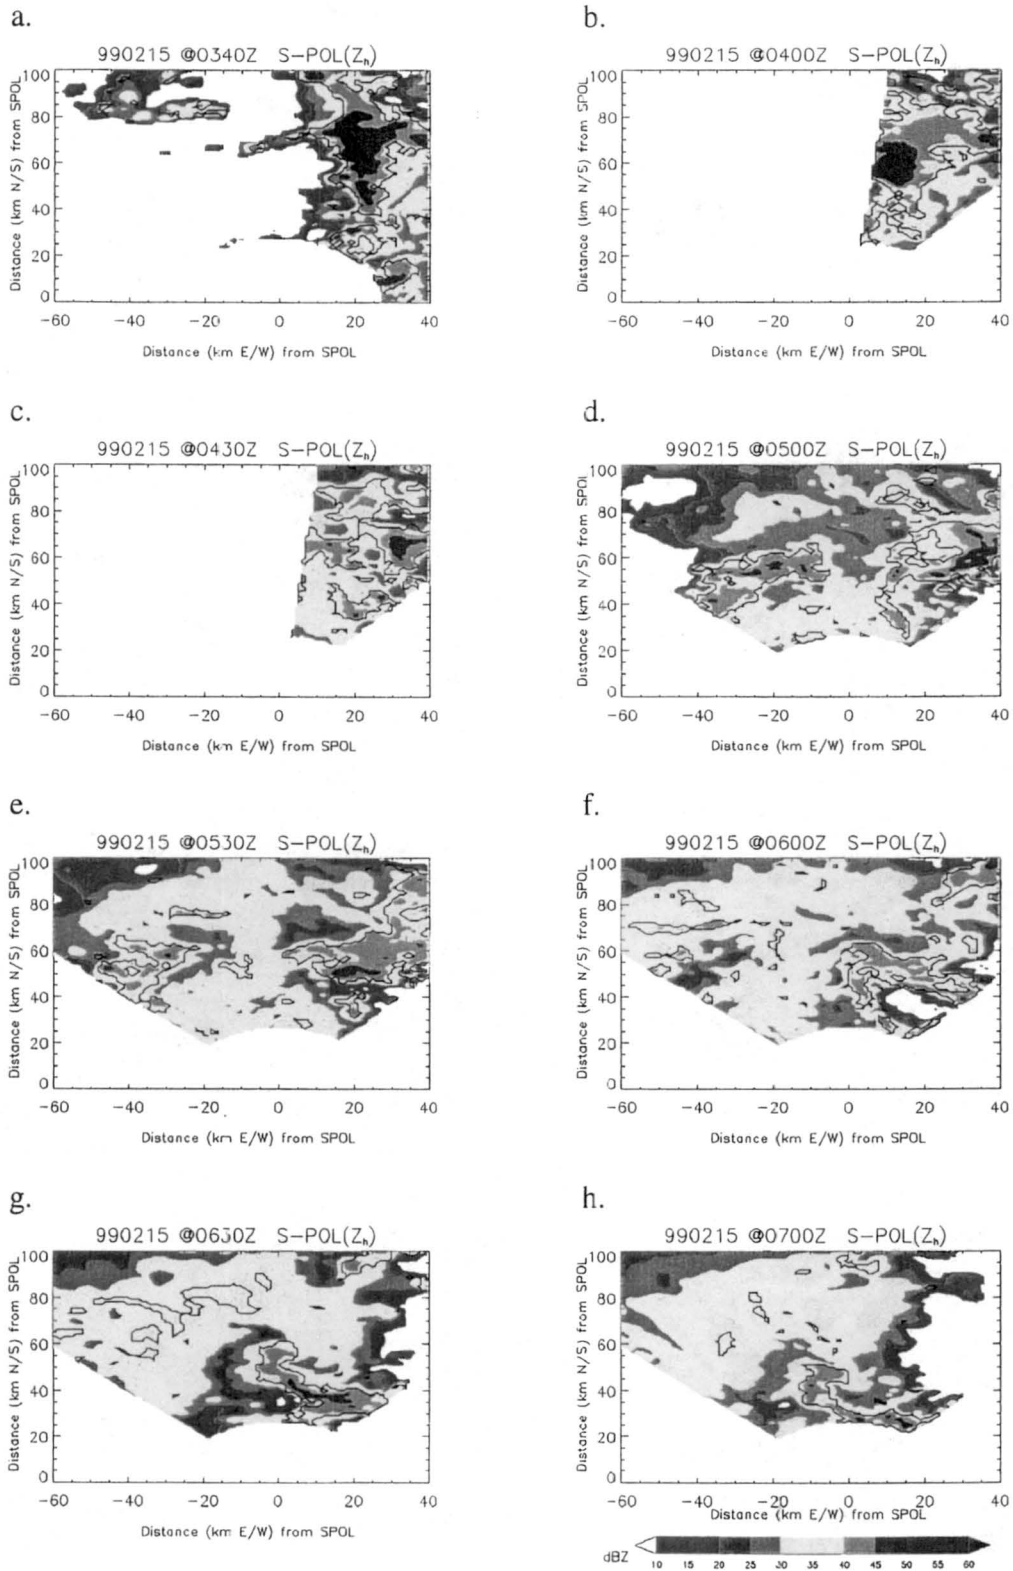 a.
990215 @0340Z S-POL(Zh)
Distance (km N/S) from SPOL
100
80
60
40
20
0
-60 -40 -20 0 20 40
Distance (km E/W) from SPOL
b.
990215 @0400Z S-POL(Zh)
Distance (km N/S) from SPOL
100
80
60
40
20
0
-60 -40 -20 0 20 40
Distance (km E/W) from SPOL
c.
990215 @0430Z S-POL(Zh)
Distance (km N/S) from SPOL
100
80
60
40
20
0
-60 -40 -20 0 20 40
Distance (km E/W) from SPOL
d.
990215 @0500Z S-POL(Zh)
Distance (km N/S) from SPOL
100
80
60
40
20
0
-60 -40 -20 0 20 40
Distance (km E/W) from SPOL
e.
990215 @0530Z S-POL(Zh)
Distance (km N/S) from SPOL
100
80
60
40
20
0
-60 -40 -20 0 20 40
Distance (km E/W) from SPOL
f.
990215 @0600Z S-POL(Zh)
Distance (km N/S) from SPOL
100
80
60
40
20
0
-60 -40 -20 0 20 40
Distance (km E/W) from SPOL
g.
990215 @0630Z S-POL(Zh)
Distance (km N/S) from SPOL
100
80
60
40
20
0
-60 -40 -20 0 20 40
Distance (km E/W) from SPOL
h.
990215 @0700Z S-POL(Zh)
Distance (km N/S) from SPOL
100
80
60
40
20
0
-60 -40 -20 0 20 40
Distance (km E/W) from SPOL
dBZ
10 15 20 25 30 35 40 45 50 55 60